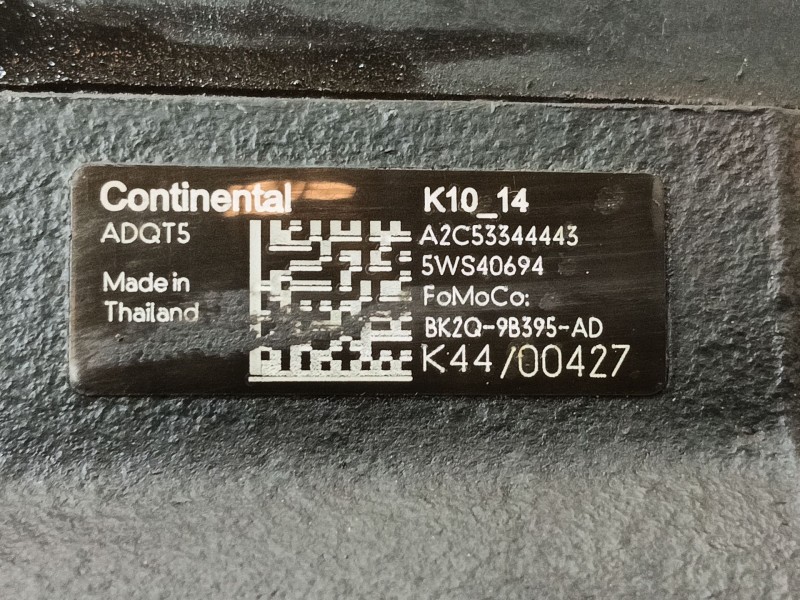 Continental
ADQT5
Made in
Thailand
K10_14
A2C53344443
5WS40694
FoMoCo:
BK2Q-9B395-AD
K44/00427